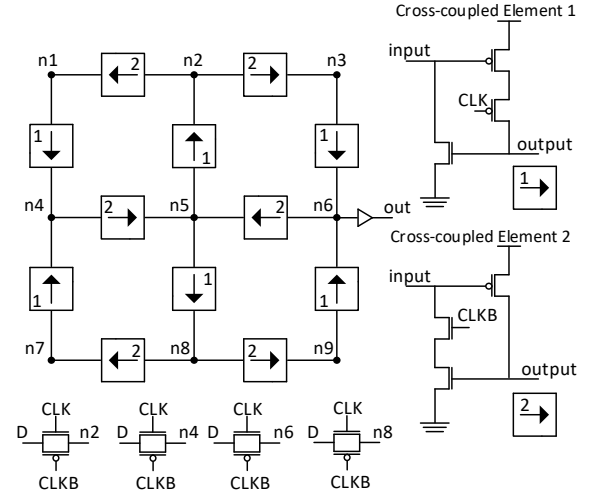 Cross-coupled Element 1
n1 2 n2 2 n3
input
CLK
1 1 1
output
1
n4 2 n5 2 n6 out
Cross-coupled Element 2
input
1 1 1
CLKB
n7 2 n8 2 n9
output
2
CLK CLK CLK CLK
D n2 D n4 D n6 D n8
CLKB CLKB CLKB CLKB